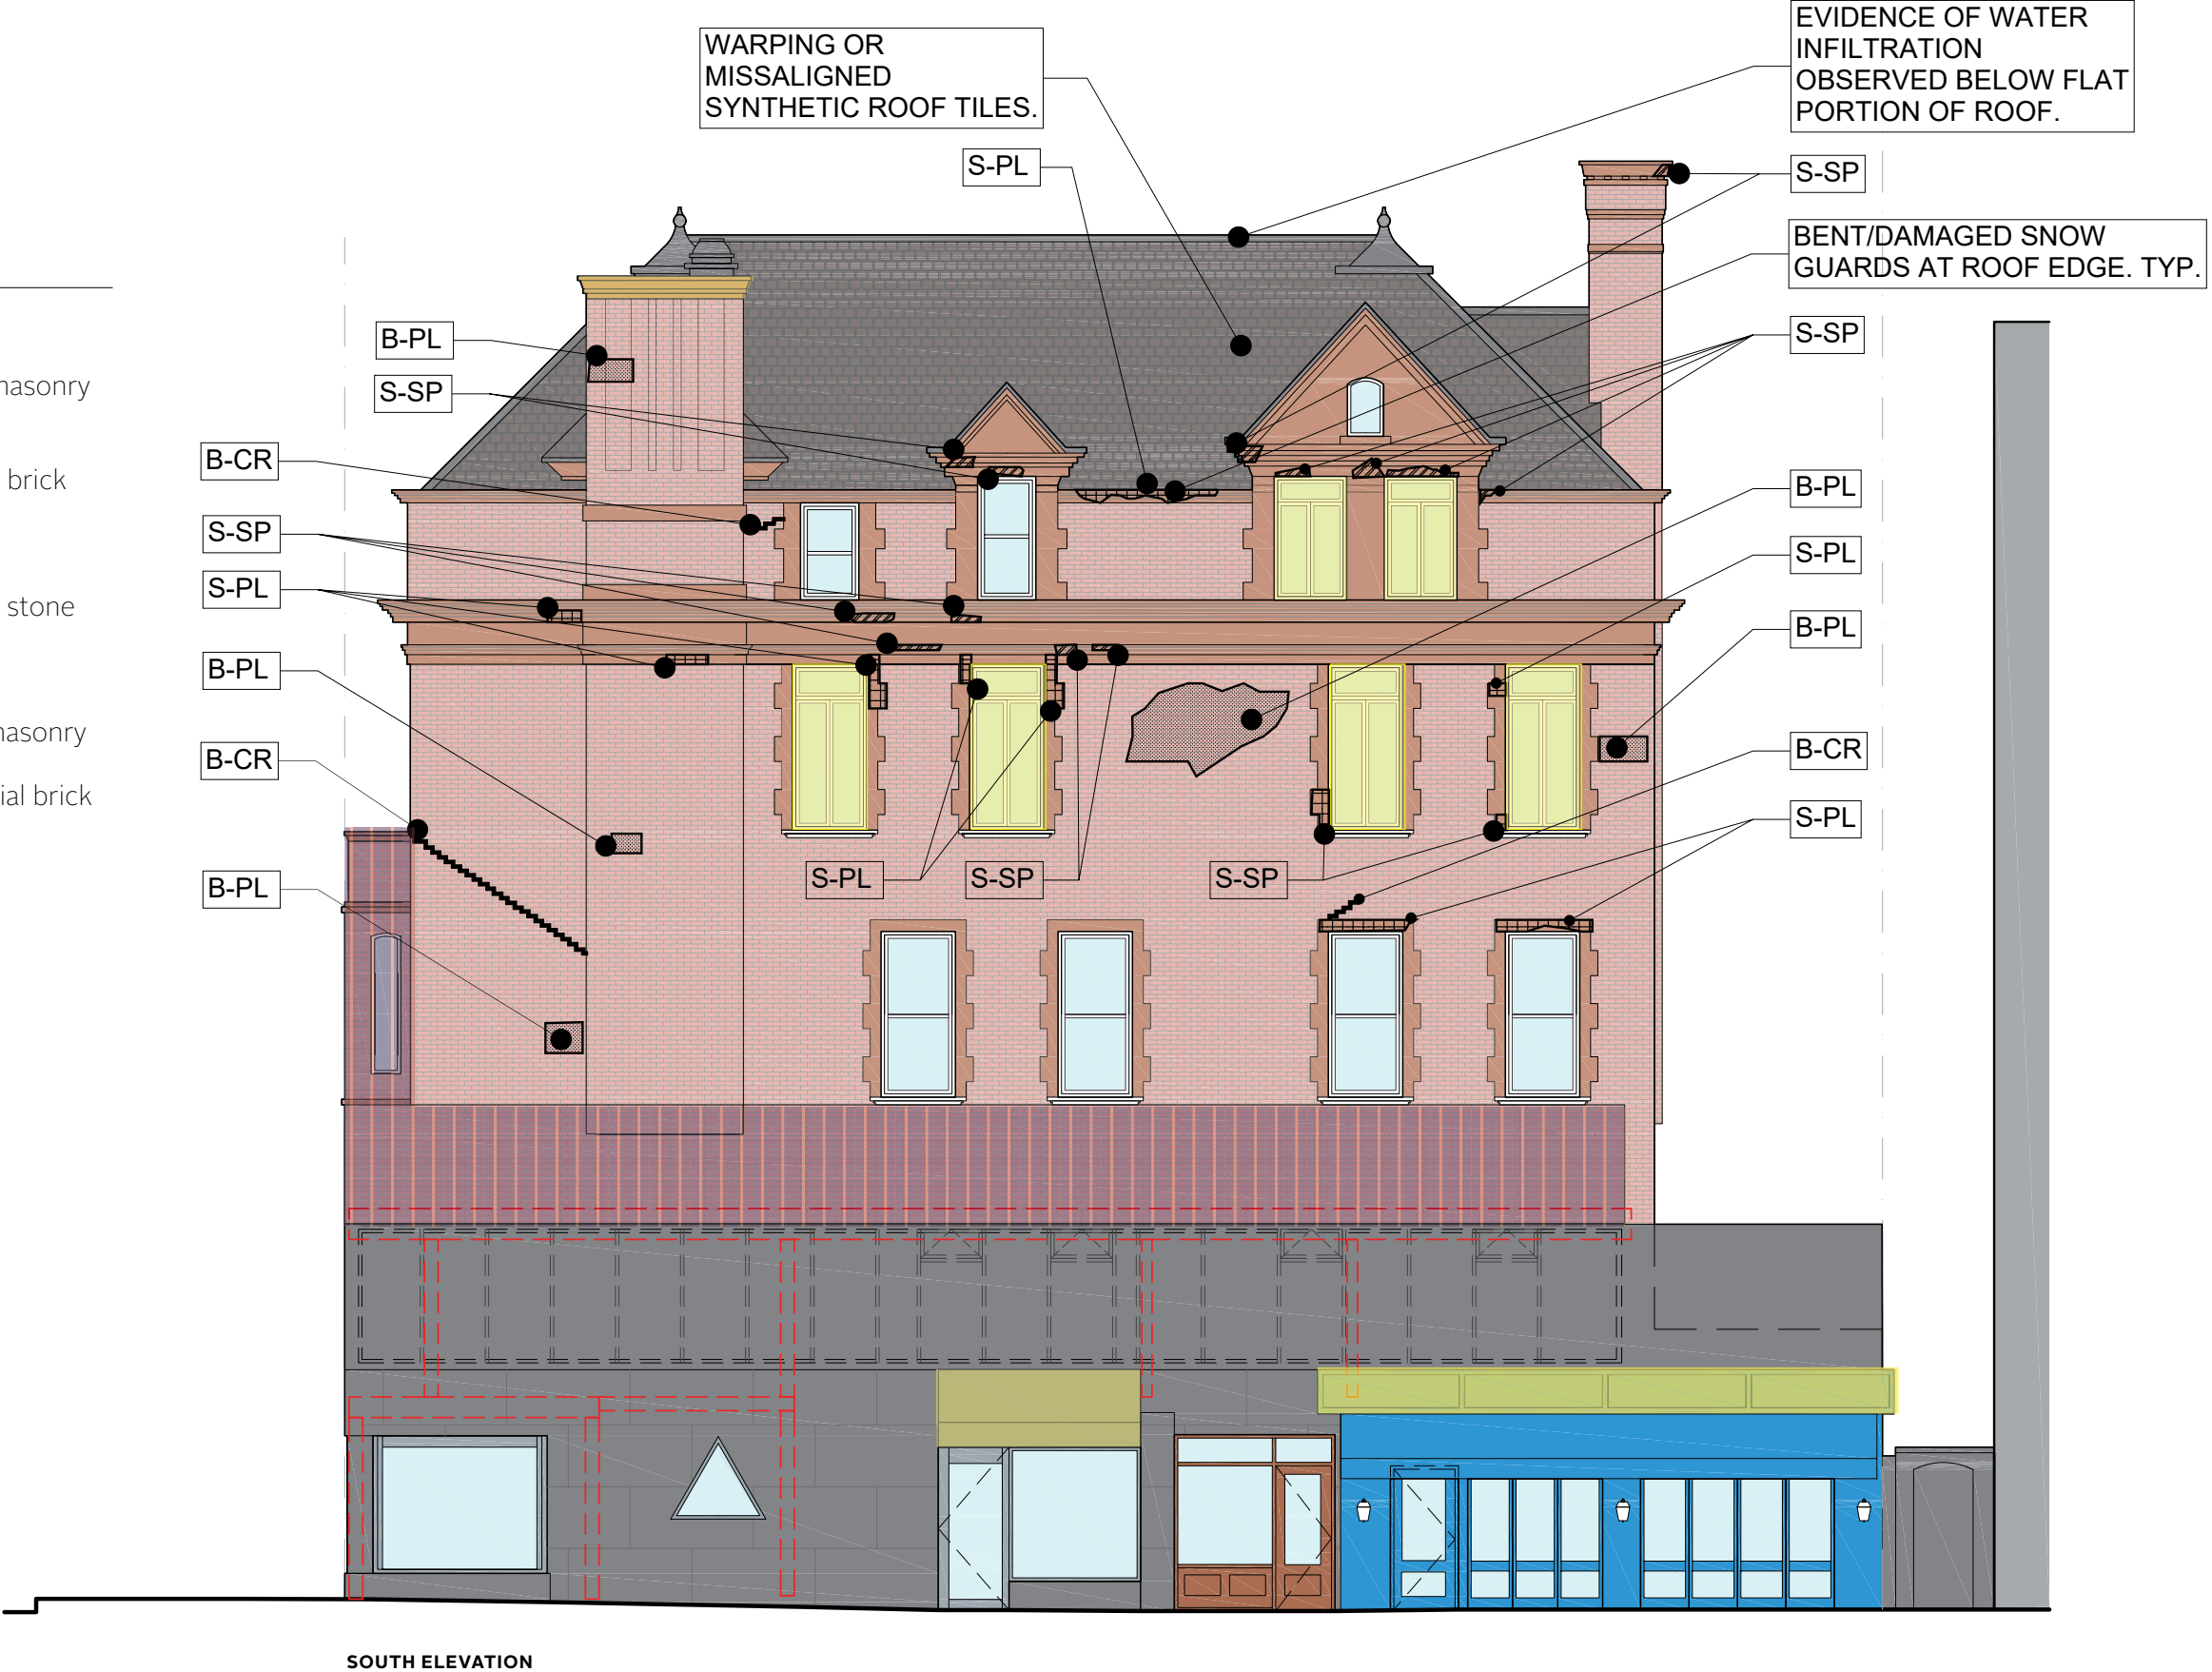 WARPING OR
MISSALIGNED
SYNTHETIC ROOF TILES.
EVIDENCE OF WATER
INFILTRATION
OBSERVED BELOW FLAT
PORTION OF ROOF.
S-PL
S-SP
BENT/DAMAGED SNOW
GUARDS AT ROOF EDGE. TYP.
B-PL
S-SP
S-SP
masonry
B-CR
brick
B-PL
S-SP
S-PL
S-PL
stone
B-PL
B-PL
masonry
B-CR
B-CR
ial brick
S-PL
B-PL
S-PL
S-SP
S-SP
SOUTH ELEVATION